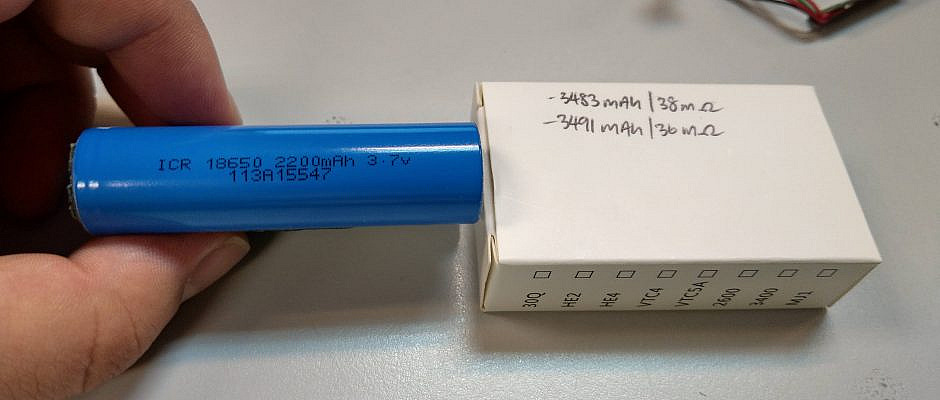 ICR 18650 2200mAh 3.7v
113A15547
-3483 mAh | 38 mΩ
-3491 mAh | 36 mΩ
30Q
HE2
HE4
VTC4
VTC5A
2600
3400
MJ1